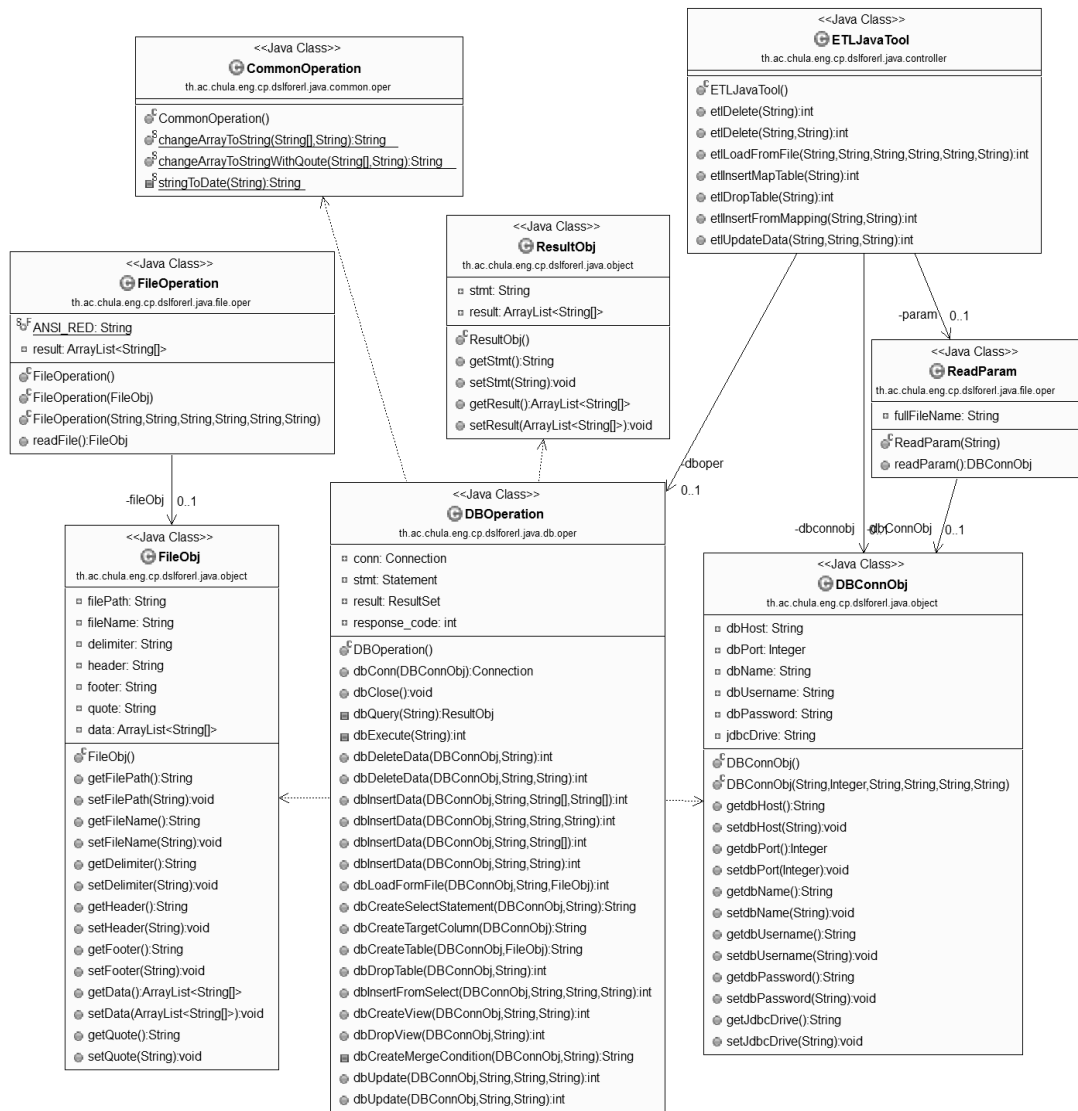 <<Java Class>>
CommonOperation
th.ac.chula.eng.cp.dslforerl.java.common.oper
CommonOperation()
changeArrayToString(String[],String):String
changeArrayToStringWithQoute(String[],String):String
stringToDate(String):String
<<Java Class>>
ETLJavaTool
th.ac.chula.eng.cp.dslforerl.java.controller
ETLJavaTool()
etlDelete(String):int
etlDelete(String,String):int
etlLoadFromFile(String,String,String,String,String,String):int
etlInsertMapTable(String):int
etlDropTable(String):int
etlInsertFromMapping(String,String):int
etlUpdateData(String,String,String):int
<<Java Class>>
ResultObj
th.ac.chula.eng.cp.dslforerl.java.object
stmt: String
result: ArrayList<String[]>
ResultObj()
getStmt():String
setStmt(String):void
getResult():ArrayList<String[]>
setResult(ArrayList<String[]>):void
<<Java Class>>
FileOperation
th.ac.chula.eng.cp.dslforerl.java.file.oper
ANSI_RED: String
result: ArrayList<String[]>
FileOperation()
FileOperation(FileObj)
FileOperation(String,String,String,String,String,String)
readFile():FileObj
-param 0..1
<<Java Class>>
ReadParam
th.ac.chula.eng.cp.dslforerl.java.file.oper
fullFileName: String
ReadParam(String)
readParam():DBConnObj
-dboper
0..1
-fileObj 0..1
-dbconnobj 0..1
-dbConnObj 0..1
<<Java Class>>
FileObj
th.ac.chula.eng.cp.dslforerl.java.object
filePath: String
fileName: String
delimiter: String
header: String
footer: String
quote: String
data: ArrayList<String[]>
FileObj()
getFilePath():String
setFilePath(String):void
getFileName():String
setFileName(String):void
getDelimiter():String
setDelimiter(String):void
getHeader():String
setHeader(String):void
getFooter():String
setFooter(String):void
getData():ArrayList<String[]>
setData(ArrayList<String[]>):void
getQuote():String
setQuote(String):void
<<Java Class>>
DBOperation
th.ac.chula.eng.cp.dslforerl.java.db.oper
conn: Connection
stmt: Statement
result: ResultSet
response_code: int
DBOperation()
dbConn(DBConnObj):Connection
dbClose():void
dbQuery(String):ResultObj
dbExecute(String):int
dbDeleteData(DBConnObj,String):int
dbDeleteData(DBConnObj,String,String):int
dbInsertData(DBConnObj,String,String[],String[]):int
dbInsertData(DBConnObj,String,String,String):int
dbInsertData(DBConnObj,String,String[]):int
dbInsertData(DBConnObj,String,String):int
dbLoadFormFile(DBConnObj,String,FileObj):int
dbCreateSelectStatement(DBConnObj,String):String
dbCreateTargetColumn(DBConnObj):String
dbCreateTable(DBConnObj,FileObj):String
dbDropTable(DBConnObj,String):int
dbInsertFromSelect(DBConnObj,String,String,String):int
dbCreateView(DBConnObj,String,String):int
dbDropView(DBConnObj,String):int
dbCreateMergeCondition(DBConnObj,String):String
dbUpdate(DBConnObj,String,String,String):int
dbUpdate(DBConnObj,String,String):int
<<Java Class>>
DBConnObj
th.ac.chula.eng.cp.dslforerl.java.object
dbHost: String
dbPort: Integer
dbName: String
dbUsername: String
dbPassword: String
jdbcDrive: String
DBConnObj()
DBConnObj(String,Integer,String,String,String,String)
getdbHost():String
setdbHost(String):void
getdbPort():Integer
setdbPort(Integer):void
getdbName():String
setdbName(String):void
getdbUsername():String
setdbUsername(String):void
getdbPassword():String
setdbPassword(String):void
getJdbcDrive():String
setJdbcDrive(String):void